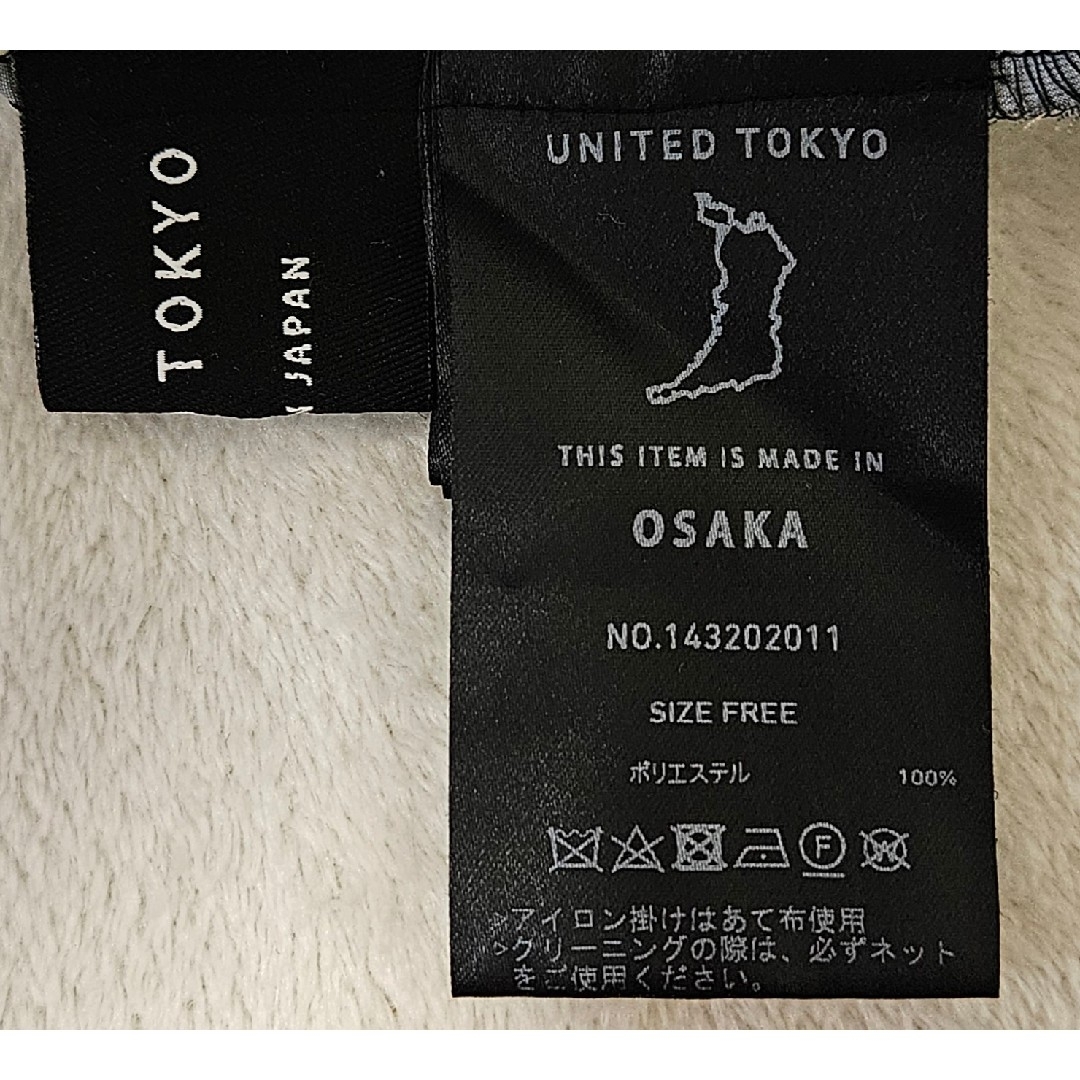 TOKYO
JAPAN
UNITED TOKYO
THIS ITEM IS MADE IN
OSAKA
NO.143202011
SIZE FREE
ポリエステル 100%
F
W
>アイロン掛けはあて布使用
>クリーニングの際は、必ずネット
をご使用ください。